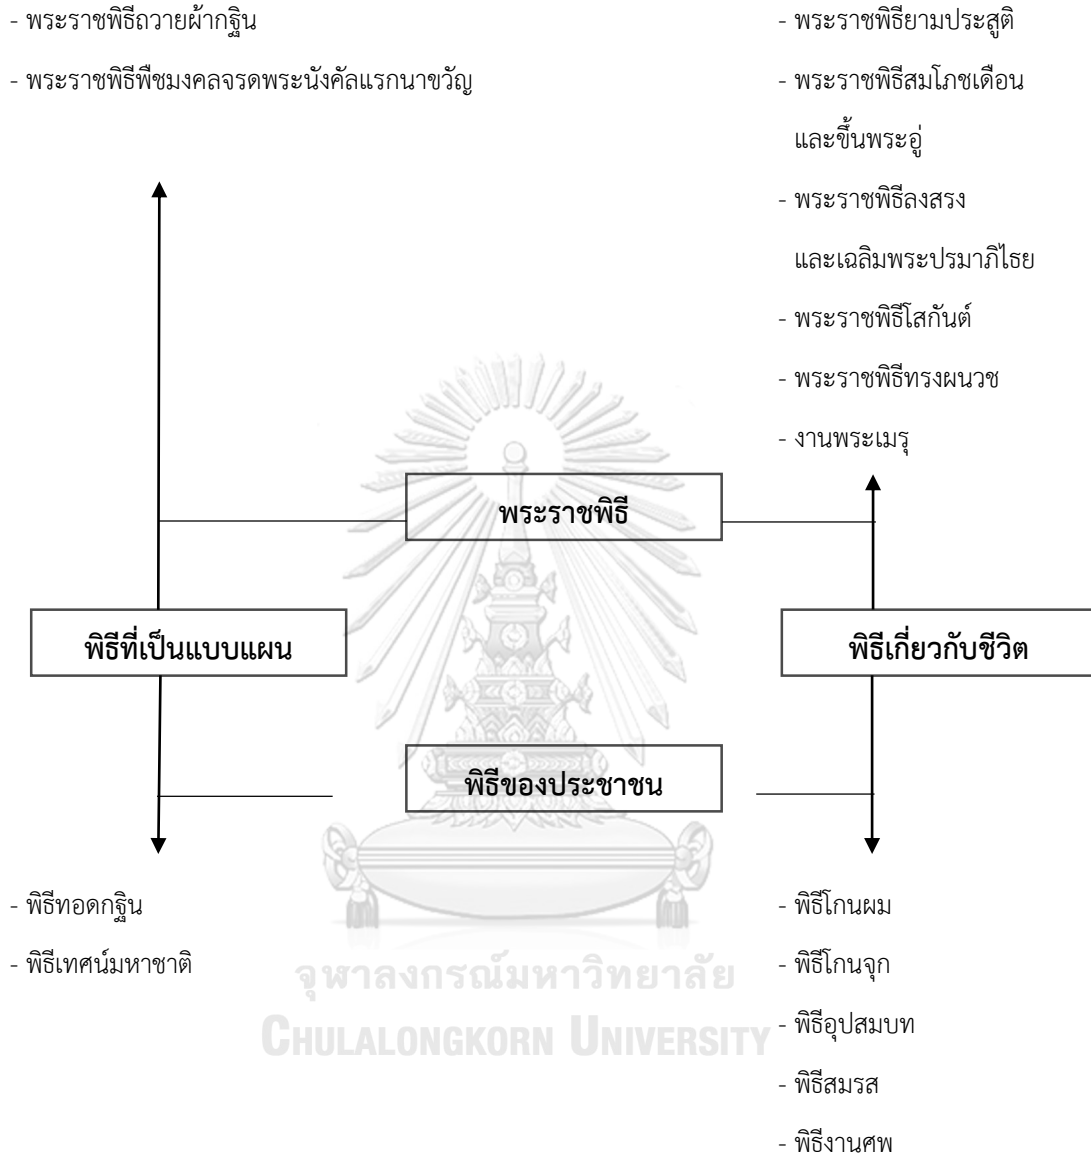 - พระราชพิธีถวายผ้ากฐิน
- พระราชพิธีพืชมงคลจรดพระนังคัลแรกนาขวัญ
- พระราชพิธียามประสูติ
- พระราชพิธีสมโภชเดือน
และขึ้นพระอู่
- พระราชพิธีลงสรง
และเฉลิมพระปรมาภิไธย
- พระราชพิธีโสกันต์
- พระราชพิธีทรงผนวช
- งานพระเมรุ
พระราชพิธี
พิธีที่เป็นแบบแผน
พิธีเกี่ยวกับชีวิต
พิธีของประชาชน
- พิธีทอดกฐิน
- พิธีเทศน์มหาชาติ
- พิธีโกนผม
- พิธีโกนจุก
- พิธีอุปสมบท
- พิธีสมรส
- พิธีงานศพ
จุฬาลงกรณ์มหาวิทยาลัย
CHULALONGKORN UNIVERSITY